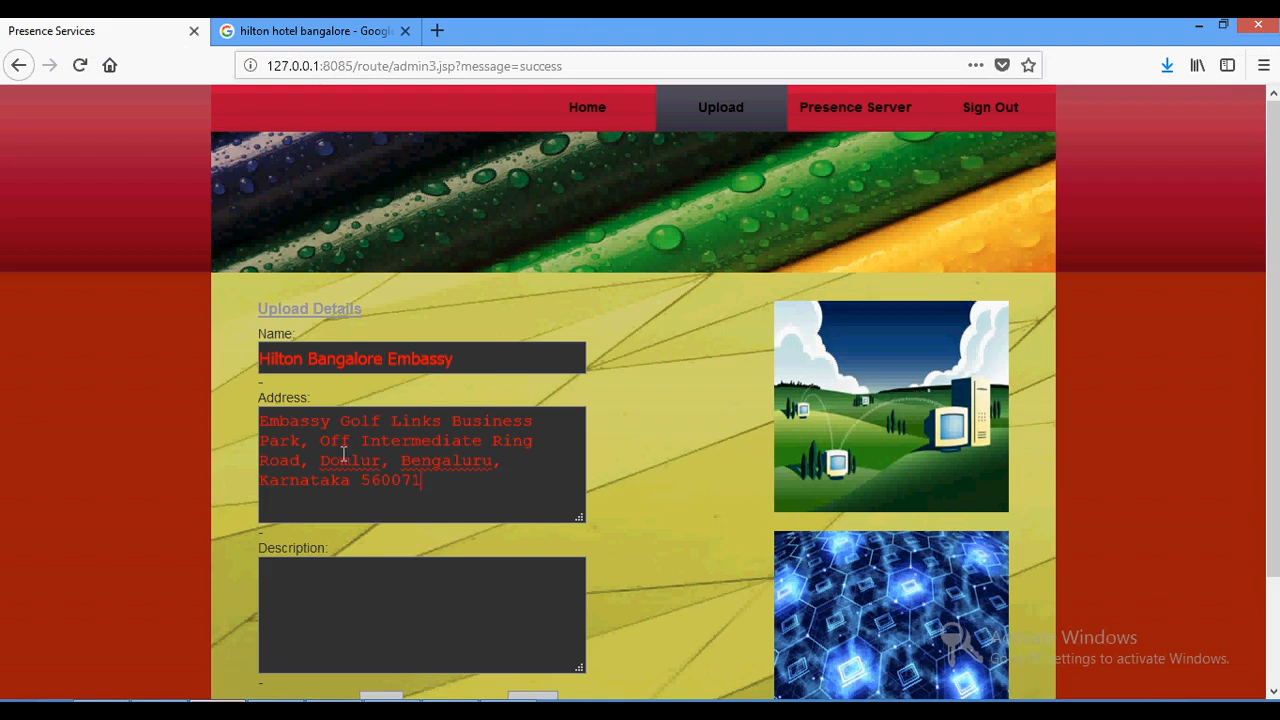 Presence Services
hilton hotel bangalore - Googl
127.0.0.1:8085/route/admin3.jsp?message=success
Home
Upload
Presence Server
Sign Out
Upload Details
Name:
Hilton Bangalore Embassy
-
Address:
Embassy Golf Links Business
Park, Off Intermediate Ring
Road, Domlur, Bengaluru,
Karnataka 560071
-
Description:
-
Activate Windows
Go to PC settings to activate Windows.